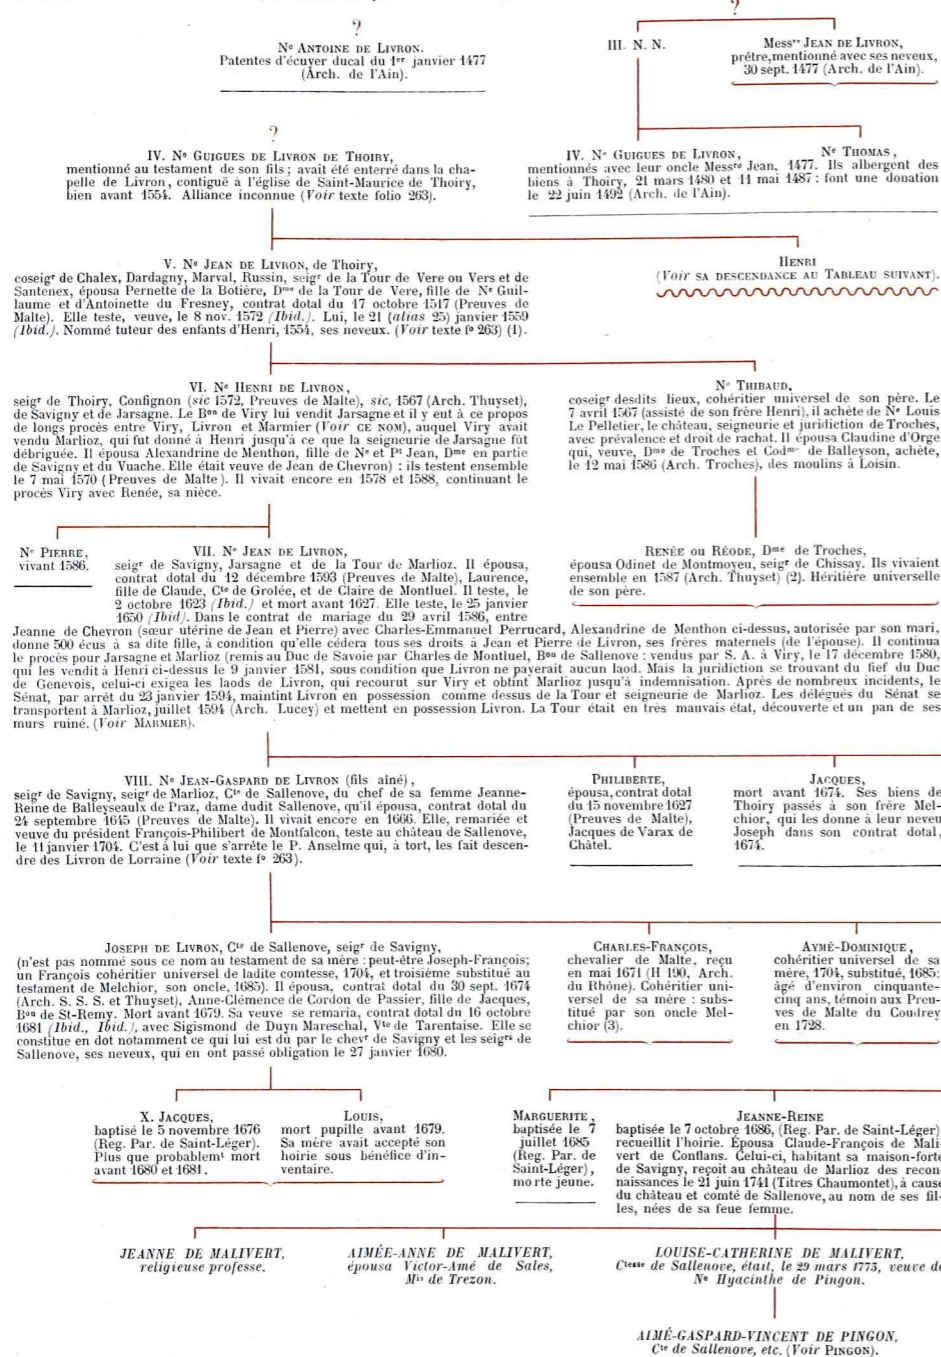 ?
?
Nᵉ ANTOINE DE LIVRON.
Patentes d'écuyer ducal du 1ᵉʳ janvier 1477
(Arch. de l'Ain).
III. N. N.
Messʳᵉ JEAN DE LIVRON,
prêtre, mentionné avec ses neveux,
30 sept. 1477 (Arch. de l'Ain).
?
IV. Nᵉ GUIGUES DE LIVRON DE THOIRY,
mentionné au testament de son fils ; avait été enterré dans la cha-
pelle de Livron, contiguë à l'église de Saint-Maurice de Thoiry,
bien avant 1554. Alliance inconnue (Voir texte folio 263).
IV. Nᵉ GUIGUES DE LIVRON, Nᵉ THOMAS,
mentionnés avec leur oncle Messʳᵉ Jean, 1477. Ils albergent des
biens à Thoiry, 21 mars 1480 et 11 mai 1487 : font une donation
le 22 juin 1492 (Arch. de l'Ain).
V. Nᵉ JEAN DE LIVRON, de Thoiry,
coseigʳ de Chalex, Dardagny, Marval, Russin, seigʳ de la Tour de Vere ou Vers et de
Santenex, épousa Pernette de la Botière, Dᵐᵉ de la Tour de Vere, fille de Nᵉ Guil-
laume et d'Antoinette du Fresney, contrat dotal du 17 octobre 1517 (Preuves de
Malte). Elle teste, veuve, le 8 nov. 1572 (Ibid.). Lui, le 21 (alias 25) janvier 1559
(Ibid.). Nommé tuteur des enfants d'Henri, 1554, ses neveux. (Voir texte fº 263) (1).
HENRI
(Voir SA DESCENDANCE AU TABLEAU SUIVANT).
VI. Nᵉ HENRI DE LIVRON,
seigʳ de Thoiry, Confignon (sic 1572, Preuves de Malte), sic, 1567 (Arch. Thuyset),
de Savigny et de Jarsagne. Le Bᵒⁿ de Viry lui vendit Jarsagne et il y eut à ce propos
de longs procès entre Viry, Livron et Marmier (Voir CE NOM), auquel Viry avait
vendu Marlioz, qui fut donné à Henri jusqu'à ce que la seigneurie de Jarsagne fût
débriguée. Il épousa Alexandrine de Menthon, fille de Nᵉ et Pᵗ Jean, Dᵐᵉ en partie
de Savigny et du Vuache. Elle était veuve de Jean de Chevron) : ils testent ensemble
le 7 mai 1570 (Preuves de Malte). Il vivait encore en 1578 et 1588, continuant le
procès Viry avec Renée, sa nièce.
Nᵉ THIBAUD,
coseigʳ desdits lieux, cohéritier universel de son père. Le
7 avril 1567 (assisté de son frère Henri), il achète de Nᵉ Louis
Le Pelletier, le château, seigneurie et juridiction de Troches,
avec prévalence et droit de rachat. Il épousa Claudine d'Orge
qui, veuve, Dᵐᵉ de Troches et Codᵐᵉ de Balleyson, achète,
le 12 mai 1586 (Arch. Troches), des moulins à Loisin.
Nᵉ PIERRE,
vivant 1586.
VII. Nᵉ JEAN DE LIVRON,
seigʳ de Savigny, Jarsagne et de la Tour de Marlioz. Il épousa,
contrat dotal du 12 décembre 1593 (Preuves de Malte), Laurence,
fille de Claude, Cᵗᵉ de Grolée, et de Claire de Montluel. Il teste, le
2 octobre 1623 (Ibid.) et mort avant 1627. Elle teste, le 25 janvier
1650 (Ibid). Dans le contrat de mariage du 29 avril 1586, entre
Jeanne de Chevron (sœur utérine de Jean et Pierre) avec Charles-Emmanuel Perrucard, Alexandrine de Menthon ci-dessus, autorisée par son mari,
donne 500 écus à sa dite fille, à condition qu'elle cédera tous ses droits à Jean et Pierre de Livron, ses frères maternels (de l'épouse). Il continua
le procès pour Jarsagne et Marlioz (remis au Duc de Savoie par Charles de Montluel, Bᵒⁿ de Sallenove : vendus par S. A. à Viry, le 17 décembre 1580,
qui les vendit à Henri ci-dessus le 9 janvier 1581, sous condition que Livron ne payerait aucun laod. Mais la juridiction se trouvant du fief du Duc
de Genevois, celui-ci exigea les laods de Livron, qui recourut sur Viry et obtint Marlioz jusqu'à indemnisation. Après de nombreux incidents, le
Sénat, par arrêt du 23 janvier 1594, maintint Livron en possession comme dessus de la Tour et seigneurie de Marlioz. Les délégués du Sénat se
transportent à Marlioz, juillet 1594 (Arch. Lucey) et mettent en possession Livron. La Tour était en très mauvais état, découverte et un pan de ses
murs ruiné. (Voir MARMIER).
RENÉE OU RÉODE, Dᵐᵉ de Troches,
épousa Odinet de Montmoyeu, seigʳ de Chissay. Ils vivaient
ensemble en 1587 (Arch. Thuyset) (2). Héritière universelle
de son père.
VIII. Nᵉ JEAN-GASPARD DE LIVRON (fils aîné),
seigʳ de Savigny, seigʳ de Marlioz, Cᵗᵉ de Sallenove, du chef de sa femme Jeanne-
Reine de Balleyseaulx de Praz, dame dudit Sallenove, qu'il épousa, contrat dotal du
24 septembre 1645 (Preuves de Malte). Il vivait encore en 1666. Elle, remariée et
veuve du président François-Philibert de Montfalcon, teste au château de Sallenove,
le 11 janvier 1704. C'est à lui que s'arrête le P. Anselme qui, à tort, les fait descen-
dre des Livron de Lorraine (Voir texte fº 263).
PHILIBERTE,
épousa, contrat dotal
du 15 novembre 1627
(Preuves de Malte),
Jacques de Varax de
Châtel.
JACQUES,
mort avant 1674. Ses biens de
Thoiry passés à son frère Mel-
chior, qui les donne à leur neveu
Joseph dans son contrat dotal,
1674.
JOSEPH DE LIVRON, Cᵗᵉ de Sallenove, seigʳ de Savigny,
(n'est pas nommé sous ce nom au testament de sa mère : peut-être Joseph-François;
un François cohéritier universel de ladite comtesse, 1704, et troisième substitué au
testament de Melchior, son oncle, 1685). Il épousa, contrat dotal du 30 sept. 1674
(Arch. S. S. S. et Thuyset), Anne-Clémence de Cordon de Passier, fille de Jacques,
Bᵒⁿ de St-Remy. Mort avant 1679. Sa veuve se remaria, contrat dotal du 16 octobre
1681 (Ibid., Ibid.), avec Sigismond de Duyn Mareschal, Vᵗᵉ de Tarentaise. Elle se
constitue en dot notamment ce qui lui est dû par le chevʳ de Savigny et les seigʳˢ de
Sallenove, ses neveux, qui en ont passé obligation le 27 janvier 1680.
CHARLES-FRANÇOIS,
chevalier de Malte, reçu
en mai 1671 (H 190, Arch.
du Rhône). Cohéritier uni-
versel de sa mère : subs-
titué par son oncle Mel-
chior (3).
AYMÉ-DOMINIQUE,
cohéritier universel de sa
mère, 1704, substitué, 1685;
âgé d'environ cinquante-
cinq ans, témoin aux Preu-
ves de Malte du Coudrey
en 1728.
X. JACQUES,
baptisé le 5 novembre 1676
(Reg. Par. de Saint-Léger).
Plus que probablemᵗ mort
avant 1680 et 1681.
LOUIS,
mort pupille avant 1679.
Sa mère avait accepté son
hoirie sous bénéfice d'in-
ventaire.
MARGUERITE,
baptisée le 7
juillet 1685
(Reg. Par. de
Saint-Léger),
morte jeune.
JEANNE-REINE
baptisée le 7 octobre 1686, (Reg. Par. de Saint-Léger)
recueillit l'hoirie. Épousa Claude-François de Mali-
vert de Conflans. Celui-ci, habitant sa maison-forte
de Savigny, reçoit au château de Marlioz des recon-
naissances le 21 juin 1741 (Titres Chaumontet), à cause
du château et comté de Sallenove, au nom de ses fil-
les, nées de sa feue femme.
JEANNE DE MALIVERT,
religieuse professe.
AIMÉE-ANNE DE MALIVERT,
épousa Victor-Amé de Sales,
Mⁱˢ de Trezon.
LOUISE-CATHERINE DE MALIVERT,
Cᵗᵉˢˢᵉ de Sallenove, était, le 29 mars 1775, veuve de
Nᵉ Hyacinthe de Pingon.
AIMÉ-GASPARD-VINCENT DE PINGON,
Cᵗᵉ de Sallenove, etc. (Voir PINGON).